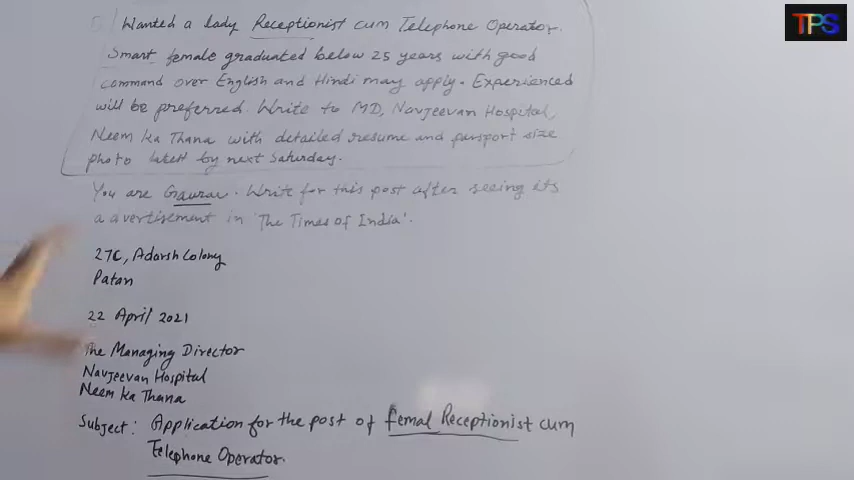 TPS
Wanted a lady Receptionist cum Telephone Operator.
Smart female graduated below 25 years with good
command over English and Hindi may apply. Experienced
will be preferred. Write to MD, Navjeevan Hospital,
Neem Ka Thana with detailed resume and passport size
photo latest by next Saturday.
You are Gaurav. Write for this post after seeing its
advertisement in 'The Times of India'.
27C, Adarsh Colony
Patan
22 April 2021
The Managing Director
Navjeevan Hospital
Neem Ka Thana
Subject: Application for the post of femal Receptionist cum
Telephone Operator.